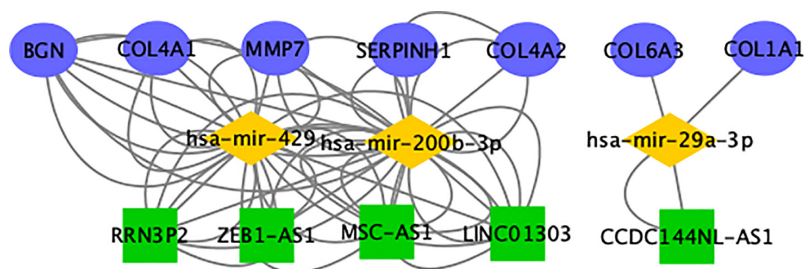 BGN COL4A1 MMP7 SERPINH1 COL4A2 COL6A3 COL1A1
hsa-mir-429 hsa-mir-200b-3p hsa-mir-29a-3p
RRN3P2 ZEB1-AS1 MSC-AS1 LINC01303 CCDC144NL-AS1